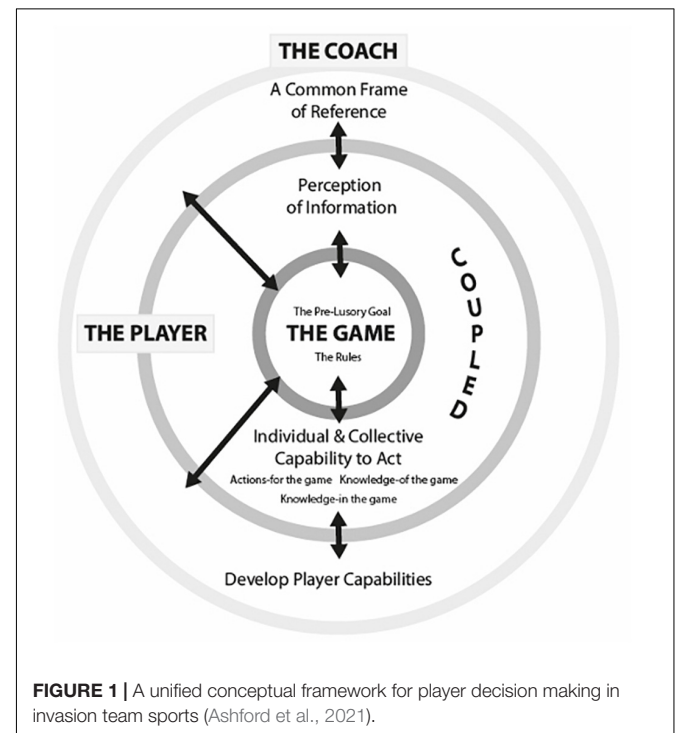 THE COACH
A Common Frame
of Reference
Perception
of Information
COUPLED
The Pre-Lusory Goal
THE GAME
The Rules
THE PLAYER
Individual & Collective
Capability to Act
Actions-for the game Knowledge-of the game
Knowledge-in the game
Develop Player Capabilities
FIGURE 1 | A unified conceptual framework for player decision making in
invasion team sports (Ashford et al., 2021).